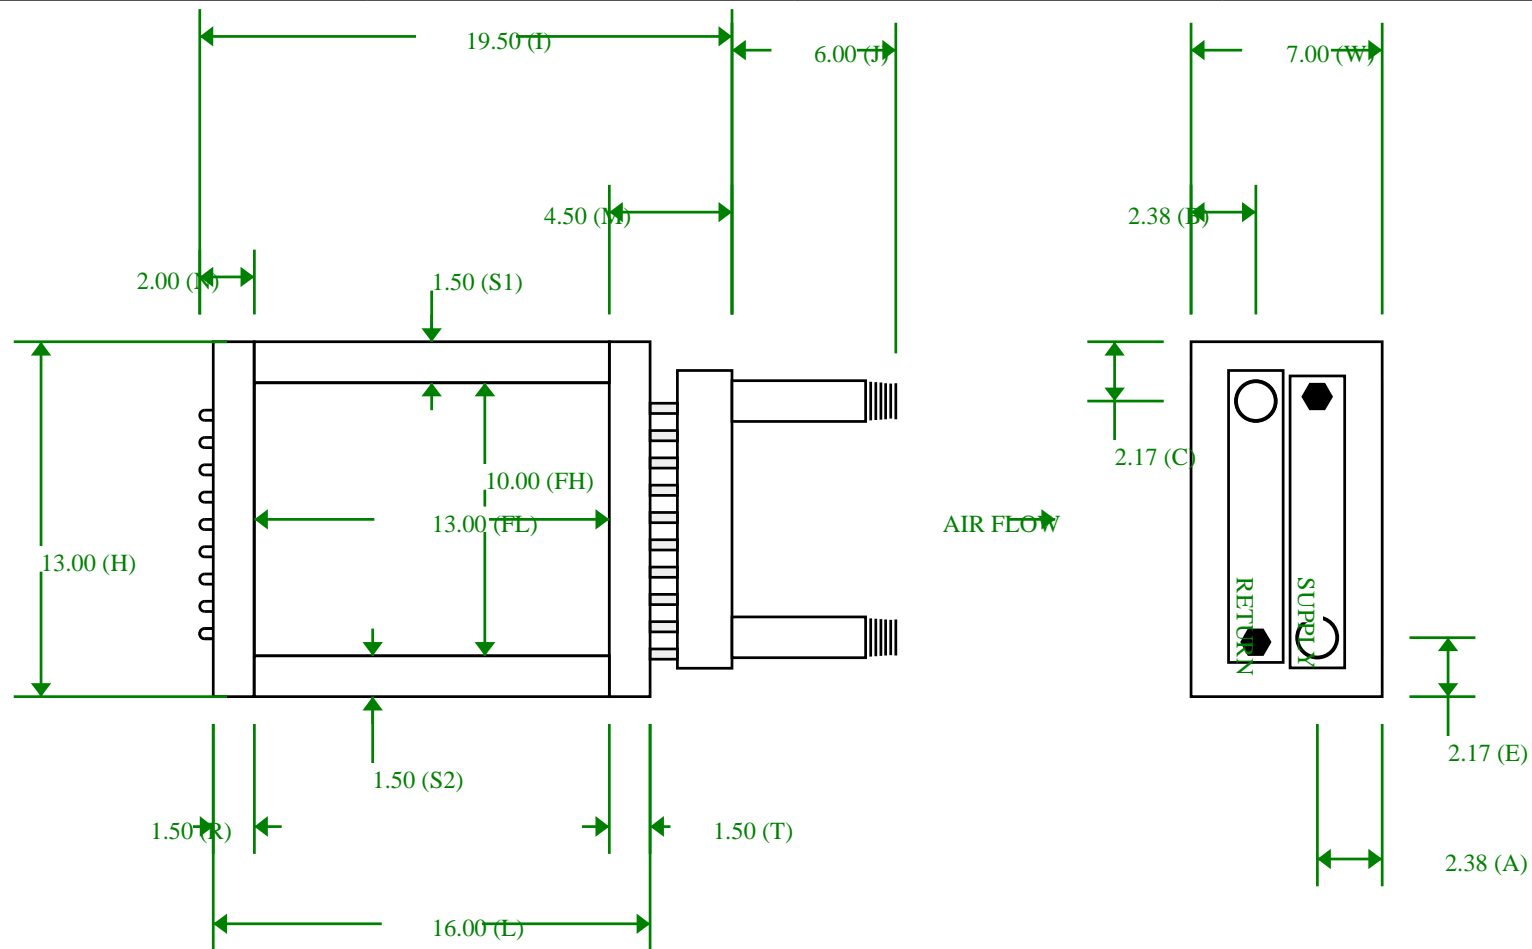 19.50 (I)
6.00 (J)
7.00 (W)
4.50 (M)
2.38 (B)
2.00 (N)
1.50 (S1)
2.17 (C)
10.00 (FH)
13.00 (FL)
AIR FLOW
13.00 (H)
RETURN
SUPPLY
2.17 (E)
1.50 (S2)
1.50 (R)
1.50 (T)
2.38 (A)
16.00 (L)